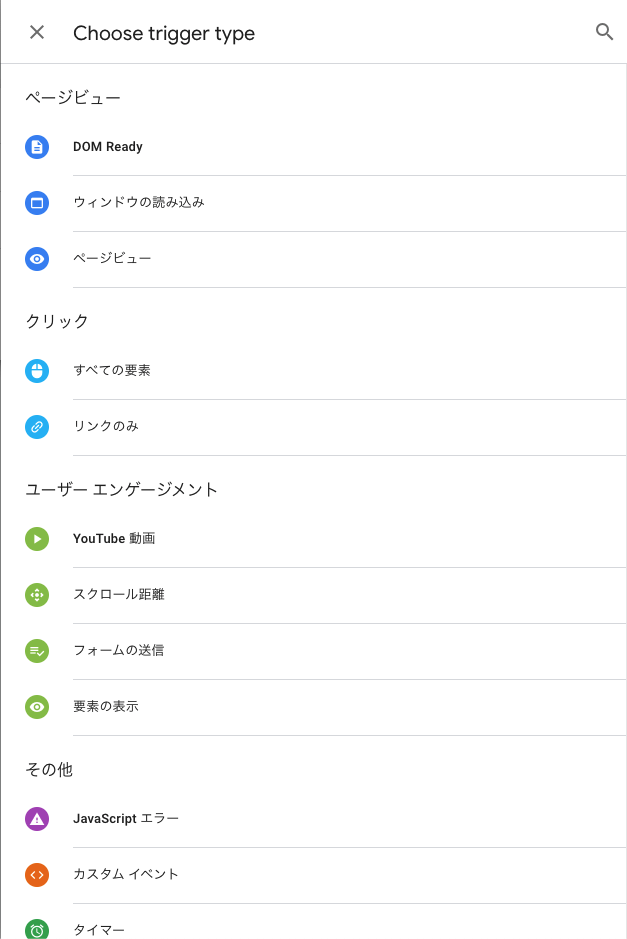 Choose trigger type
ページビュー
DOM Ready
ウィンドウの読み込み
ページビュー
クリック
すべての要素
リンクのみ
ユーザー エンゲージメント
YouTube 動画
スクロール距離
フォームの送信
要素の表示
その他
JavaScript エラー
カスタム イベント
タイマー